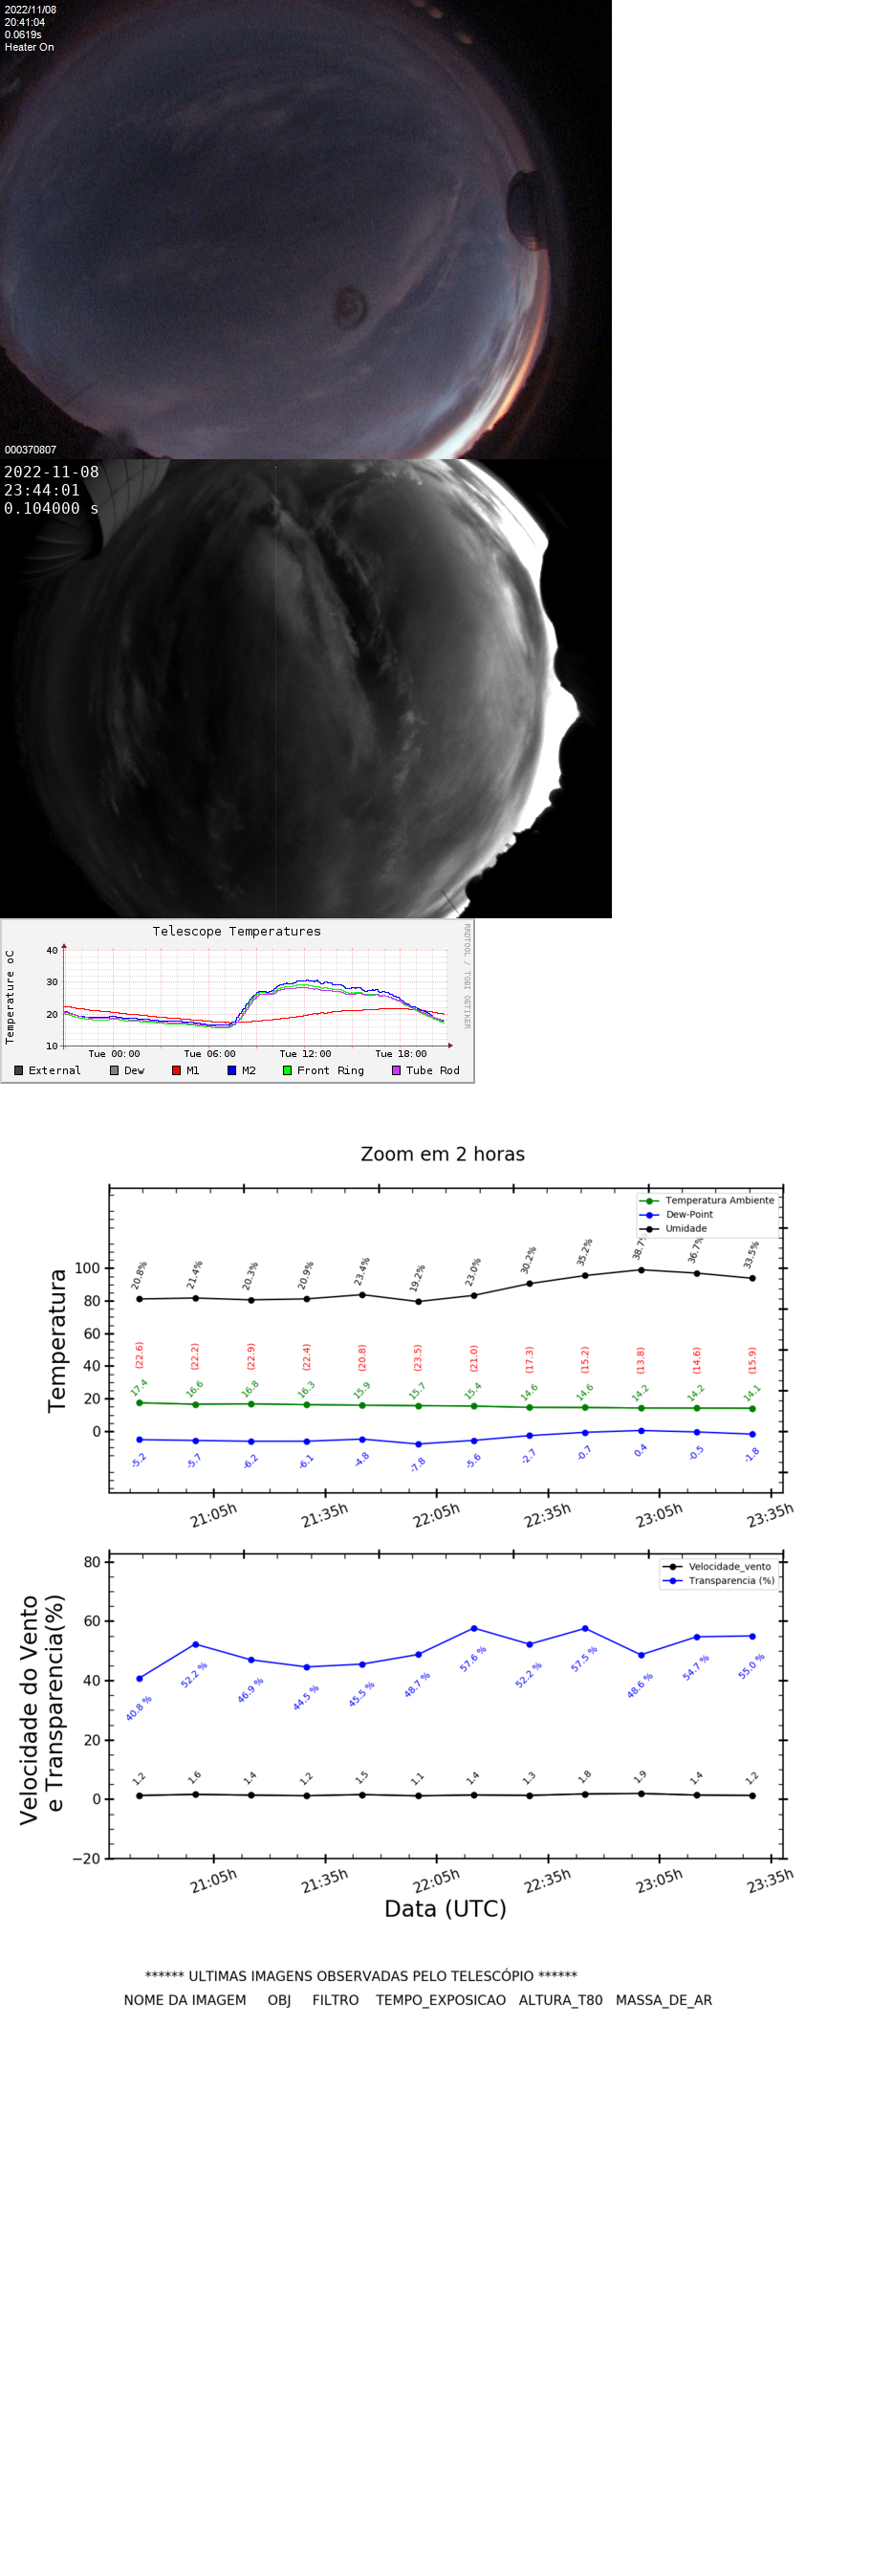 2022/11/08
20:41:04
0.0619s
Heater On
000370807
2022-11-08
23:44:01
0.104000 s
Telescope Temperatures
RRDTOOL / TOBI OETIKER
Temperature oC
40
30
20
10
Tue 00:00 Tue 06:00 Tue 12:00 Tue 18:00
External Dew M1 M2 Front Ring Tube Rod
Zoom em 2 horas
Temperatura Ambiente
Dew-Point
Umidade
Temperatura
100
80
60
40
20
0
20.8% 21.4% 20.3% 20.9% 23.4% 19.2% 23.0% 30.2% 35.2% 38.7% 36.7% 33.5%
(22.6) (22.2) (22.9) (22.4) (20.8) (23.5) (21.0) (17.3) (15.2) (13.8) (14.6) (15.9)
17.4 16.6 16.8 16.3 15.9 15.7 15.4 14.6 14.6 14.2 14.2 14.1
-5.2 -5.7 -6.2 -6.1 -4.8 -7.8 -5.6 -2.7 -0.7 0.4 -0.5 -1.8
21:05h 21:35h 22:05h 22:35h 23:05h 23:35h
Velocidade_vento
Transparencia (%)
Velocidade do Vento
e Transparencia(%)
80
60
40
20
0
−20
40.8 % 52.2 % 46.9 % 44.5 % 45.5 % 48.7 % 57.6 % 52.2 % 57.5 % 48.6 % 54.7 % 55.0 %
1.2 1.6 1.4 1.2 1.5 1.1 1.4 1.3 1.8 1.9 1.4 1.2
21:05h 21:35h 22:05h 22:35h 23:05h 23:35h
Data (UTC)
****** ULTIMAS IMAGENS OBSERVADAS PELO TELESCÓPIO ******
NOME DA IMAGEM OBJ FILTRO TEMPO_EXPOSICAO ALTURA_T80 MASSA_DE_AR